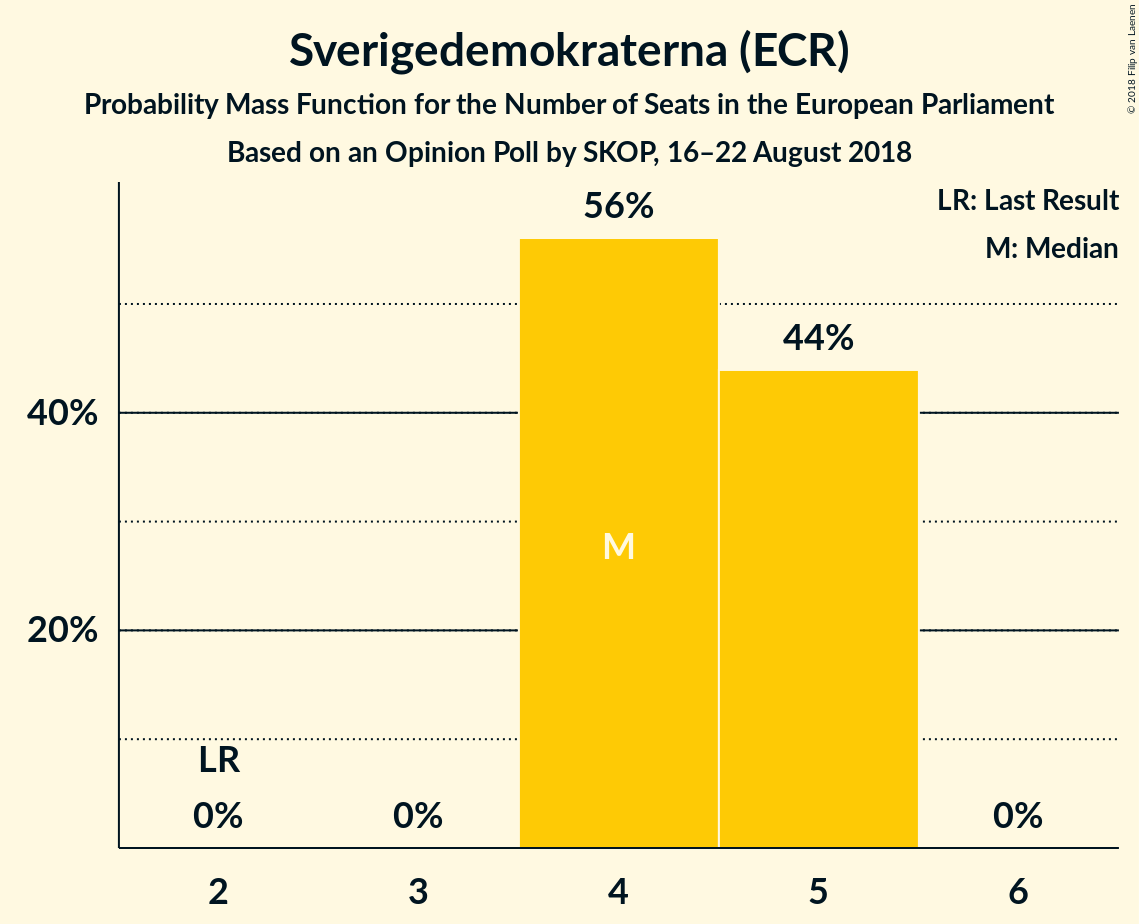 Sverigedemokraterna (ECR)
Probability Mass Function for the Number of Seats in the European Parliament
Based on an Opinion Poll by SKOP, 16–22 August 2018
© 2018 Filip van Laenen
LR: Last Result
M: Median
56%
44%
40%
20%
M
LR
0%
0%
0%
2
3
4
5
6